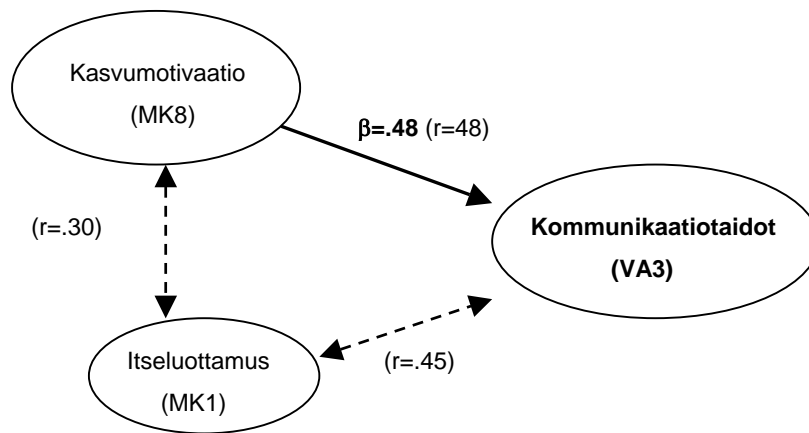 Kasvumotivaatio
(MK8)
β=.48 (r=48)
(r=.30)
Kommunikaatiotaidot
(VA3)
Itseluottamus
(MK1)
(r=.45)